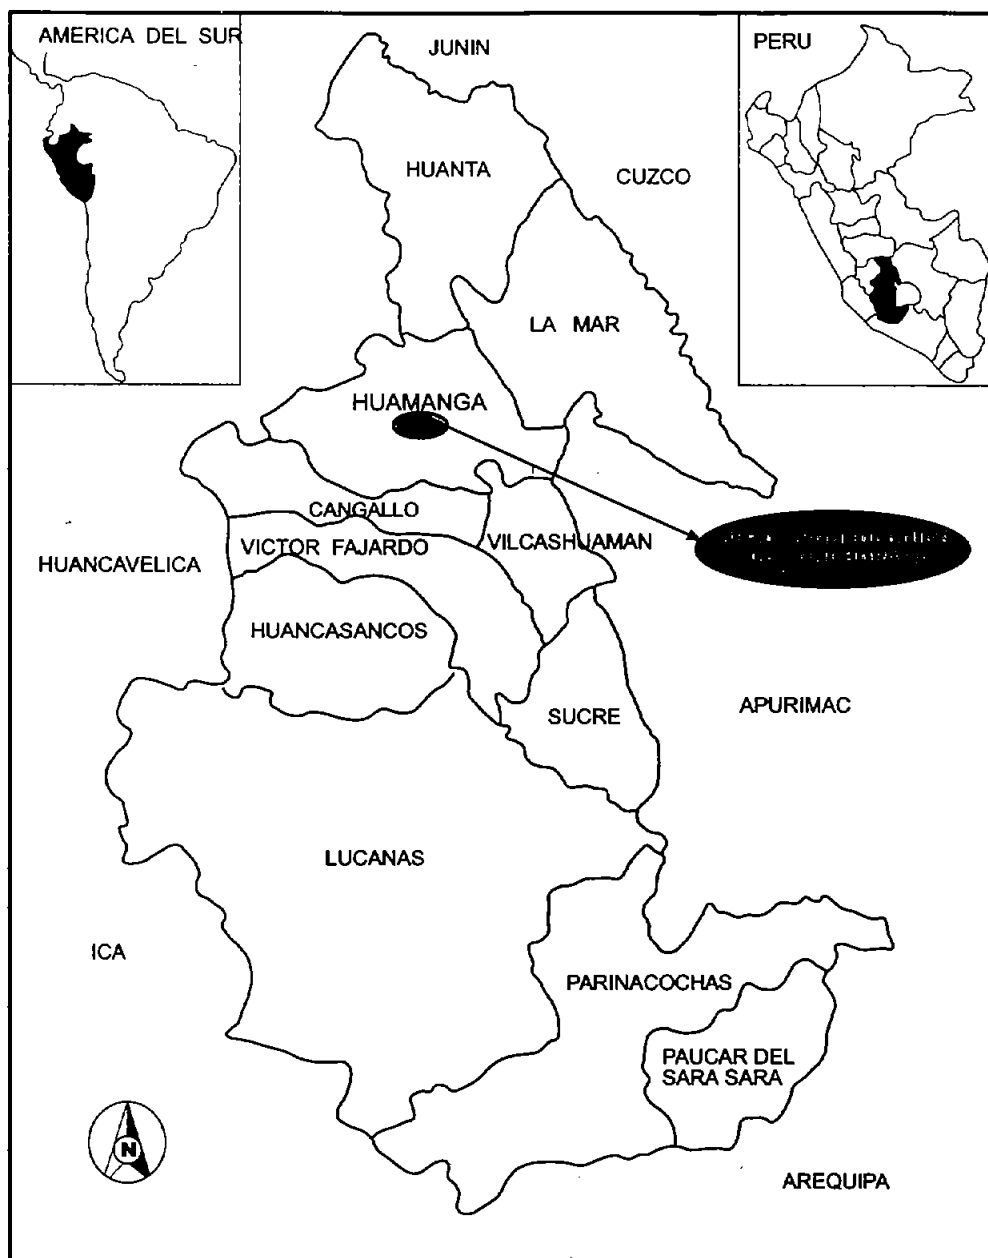 AMERICA DEL SUR
JUNIN
PERU
HUANTA
CUZCO
LA MAR
HUAMANGA
CANGALLO
VICTOR FAJARDO
VILCASHUAMAN
HUANCAVELICA
HUANCASANCOS
SUCRE
APURIMAC
LUCANAS
ICA
PARINACOCHAS
PAUCAR DEL
SARA SARA
N
AREQUIPA